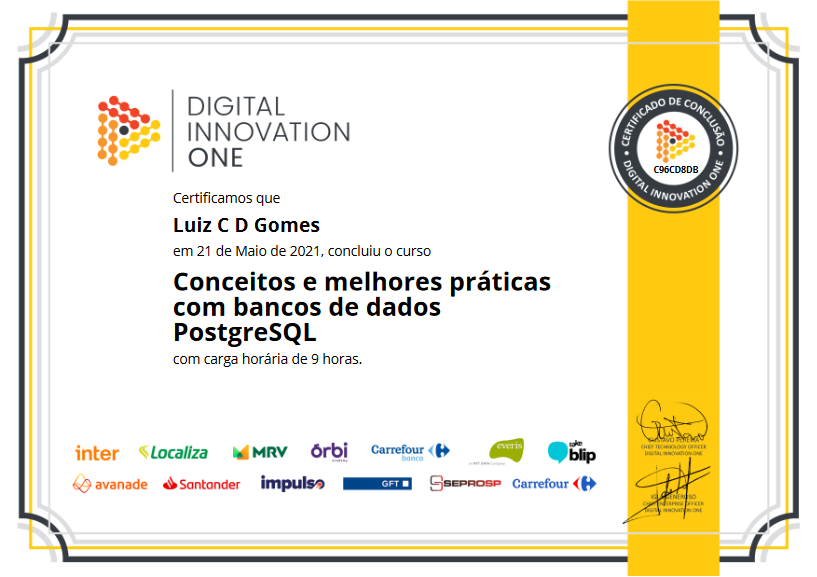 DIGITAL
INNOVATION
ONE
CERTIFICADO DE CONCLUSÃO
C96CD8DB
DIGITAL INNOVATION ONE
Certificamos que
Luiz C D Gomes
em 21 de Maio de 2021, concluiu o curso
Conceitos e melhores práticas
com bancos de dados
PostgreSQL
com carga horária de 9 horas.
inter
Localiza
MRV
órbi
Carrefour
banco
everis
take
blip
avanade
Santander
impulso
GFT
SEPROSP
Carrefour
GUSTAVO PEREIRA
CHIEF TECHNOLOGY OFFICER
DIGITAL INNOVATION ONE
CHIEF ENTERPRISE OFFICER
DIGITAL INNOVATION ONE